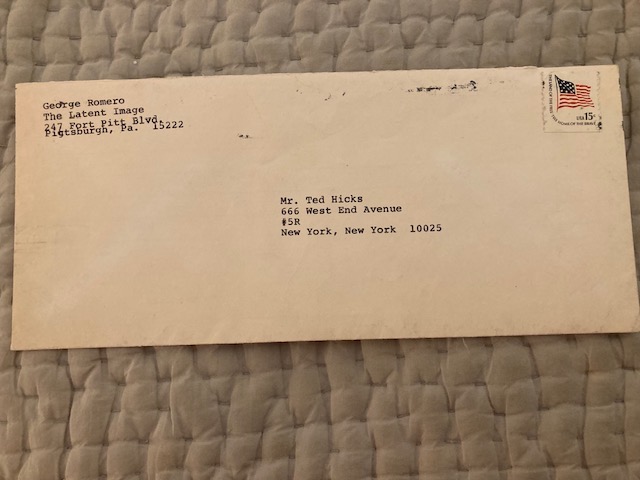 George Romero
The Latent Image
247 Fort Pitt Blvd.
Pittsburgh, Pa. 15222
USA 15c
Mr. Ted Hicks
666 West End Avenue
#5R
New York, New York 10025